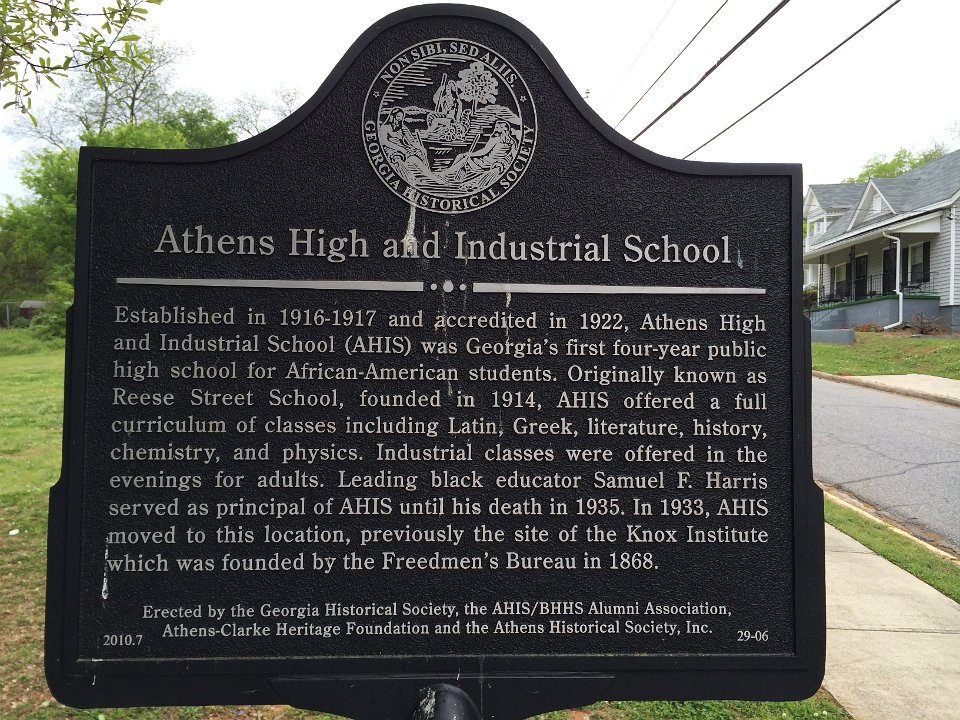 NON SIBI, SED ALIIS.
GEORGIA HISTORICAL SOCIETY
Athens High and Industrial School
Established in 1916-1917 and accredited in 1922, Athens High
and Industrial School (AHIS) was Georgia's first four-year public
high school for African-American students. Originally known as
Reese Street School, founded in 1914, AHIS offered a full
curriculum of classes including Latin, Greek, literature, history,
chemistry, and physics. Industrial classes were offered in the
evenings for adults. Leading black educator Samuel F. Harris
served as principal of AHIS until his death in 1935. In 1933, AHIS
moved to this location, previously the site of the Knox Institute
which was founded by the Freedmen's Bureau in 1868.
Erected by the Georgia Historical Society, the AHIS/BHHS Alumni Association,
Athens-Clarke Heritage Foundation and the Athens Historical Society, Inc.
2010.7 29-06